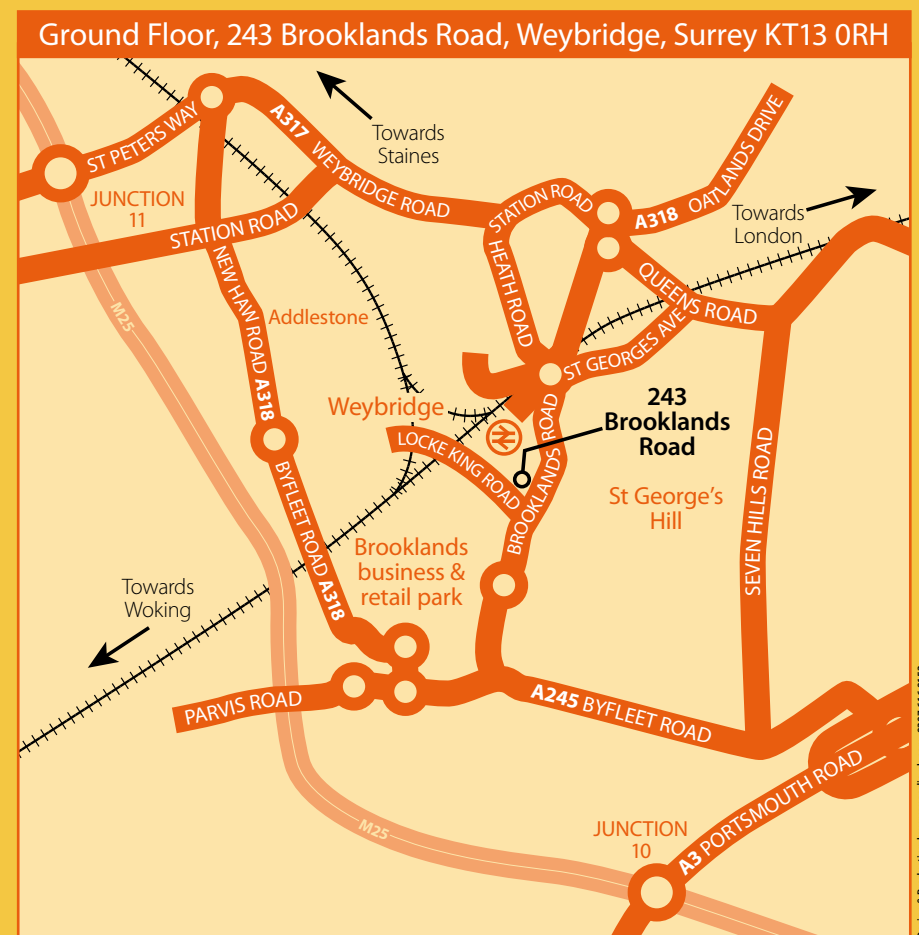 Ground Floor, 243 Brooklands Road, Weybridge, Surrey KT13 0RH
ST PETERS WAY
A317 WEYBRIDGE ROAD
Towards
Staines
JUNCTION
11
STATION ROAD
STATION ROAD
A318 OATLANDS DRIVE
Towards
London
HEATH ROAD
QUEENS ROAD
M25
NEW HAW ROAD A318
Addlestone
ST GEORGES AVE
Weybridge
243
Brooklands
Road
LOCKE KING ROAD
BROOKLANDS ROAD
St George's
Hill
SEVEN HILLS ROAD
BYFLEET ROAD A318
Brooklands
business &
retail park
Towards
Woking
PARVIS ROAD
A245 BYFLEET ROAD
A3 PORTSMOUTH ROAD
M25
JUNCTION
10